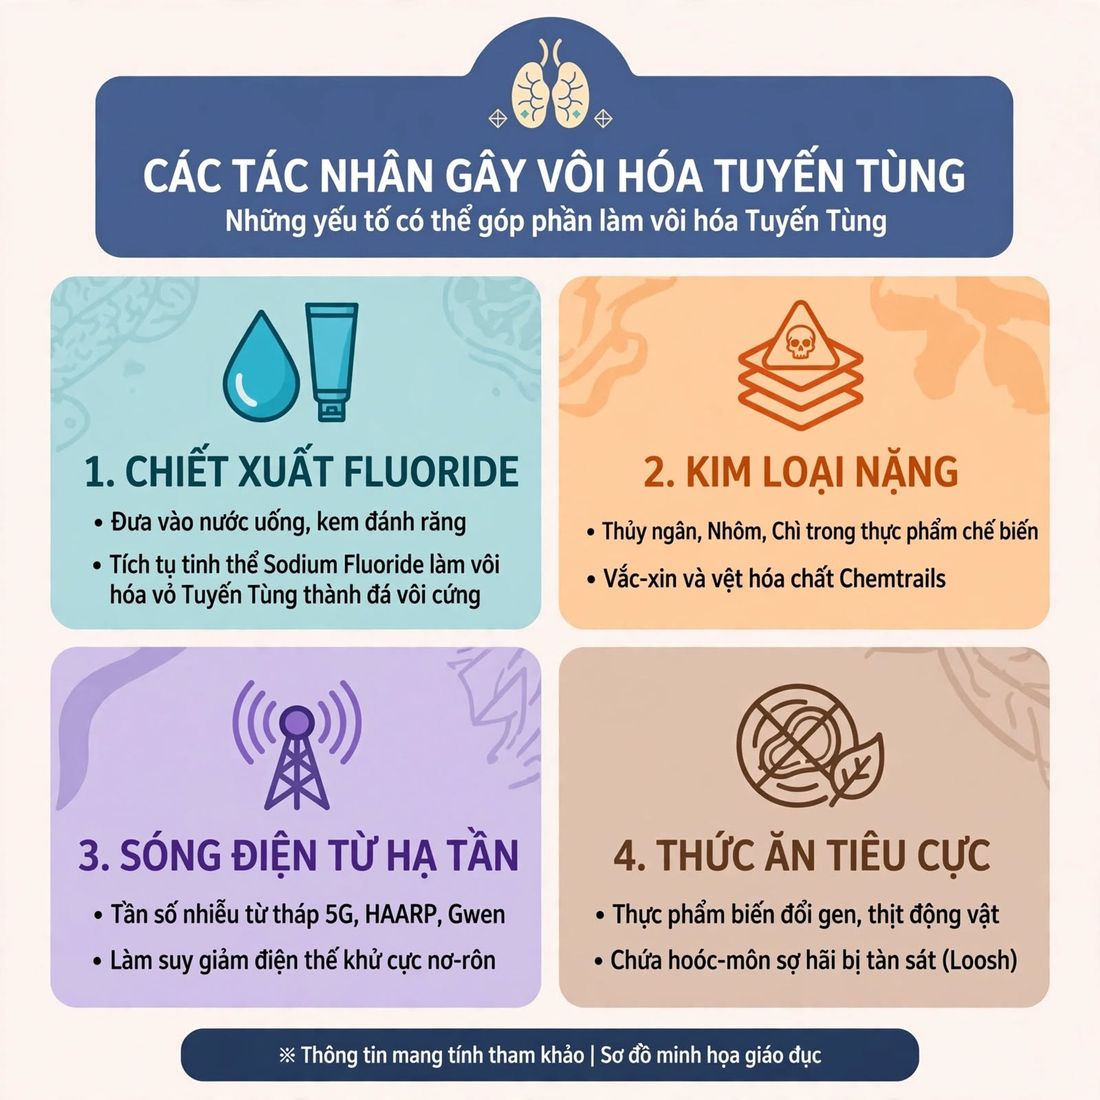 CÁC TÁC NHÂN GÂY VÔI HÓA TUYẾN TÙNG
Những yếu tố có thể góp phần làm vôi hóa Tuyến Tùng
1. CHIẾT XUẤT FLUORIDE
• Đưa vào nước uống, kem đánh răng
• Tích tụ tinh thể Sodium Fluoride làm vôi
hóa vỏ Tuyến Tùng thành đá vôi cứng
2. KIM LOẠI NẶNG
• Thủy ngân, Nhôm, Chì trong thực phẩm chế biến
• Vắc-xin và vệt hóa chất Chemtrails
3. SÓNG ĐIỆN TỪ HẠ TẦN
• Tần số nhiễu từ tháp 5G, HAARP, Gwen
• Làm suy giảm điện thế khử cực nơ-rôn
4. THỨC ĂN TIÊU CỰC
• Thực phẩm biến đổi gen, thịt động vật
• Chứa hoóc-môn sợ hãi bị tàn sát (Loosh)
※ Thông tin mang tính tham khảo | Sơ đồ minh họa giáo dục